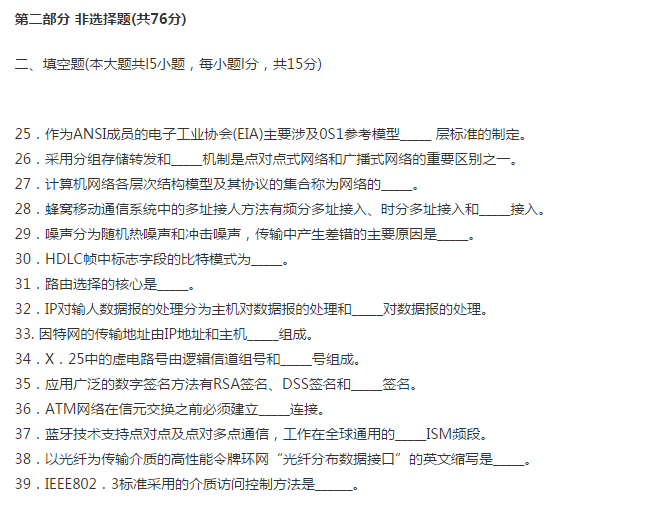 第二部分 非选择题(共76分)
二、填空题(本大题共l5小题，每小题l分，共15分)
25．作为ANSI成员的电子工业协会(EIA)主要涉及0S1参考模型_____ 层标准的制定。
26．采用分组存储转发和_____机制是点对点式网络和广播式网络的重要区别之一。
27．计算机网络各层次结构模型及其协议的集合称为网络的_____。
28．蜂窝移动通信系统中的多址接人方法有频分多址接入、时分多址接入和_____接入。
29．噪声分为随机热噪声和冲击噪声，传输中产生差错的主要原因是_____。
30．HDLC帧中标志字段的比特模式为_____。
31．路由选择的核心是_____。
32．IP对输人数据报的处理分为主机对数据报的处理和_____对数据报的处理。
33. 因特网的传输地址由IP地址和主机_____组成。
34．X．25中的虚电路号由逻辑信道组号和_____号组成。
35．应用广泛的数字签名方法有RSA签名、DSS签名和_____签名。
36．ATM网络在信元交换之前必须建立_____连接。
37．蓝牙技术支持点对点及点对多点通信，工作在全球通用的_____ISM频段。
38．以光纤为传输介质的高性能令牌环网“光纤分布数据接口”的英文缩写是_____。
39．IEEE802．3标准采用的介质访问控制方法是______。